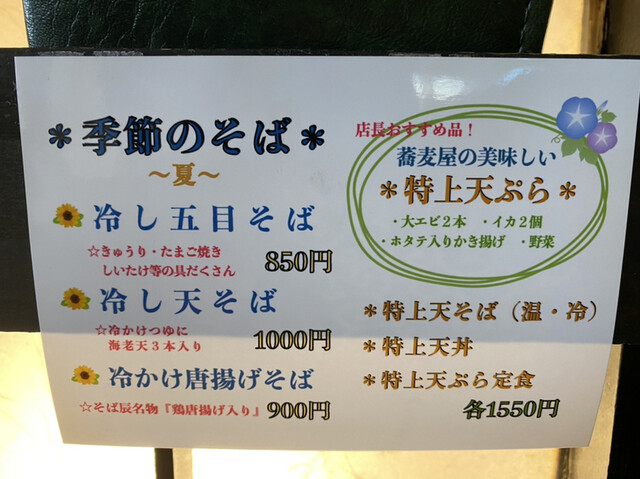 ＊季節のそば＊
～夏～
冷し五目そば
☆きゅうり・たまご焼き
しいたけ等の具だくさん
850円
冷し天そば
☆冷かけつゆに
海老天３本入り
1000円
冷かけ唐揚げそば
☆そば辰名物『鶏唐揚げ入り』
900円
店長おすすめ品！
蕎麦屋の美味しい
＊特上天ぷら＊
・大エビ２本　・イカ２個
・ホタテ入りかき揚げ　・野菜
＊特上天そば（温・冷）
＊特上天丼
＊特上天ぷら定食
各1550円